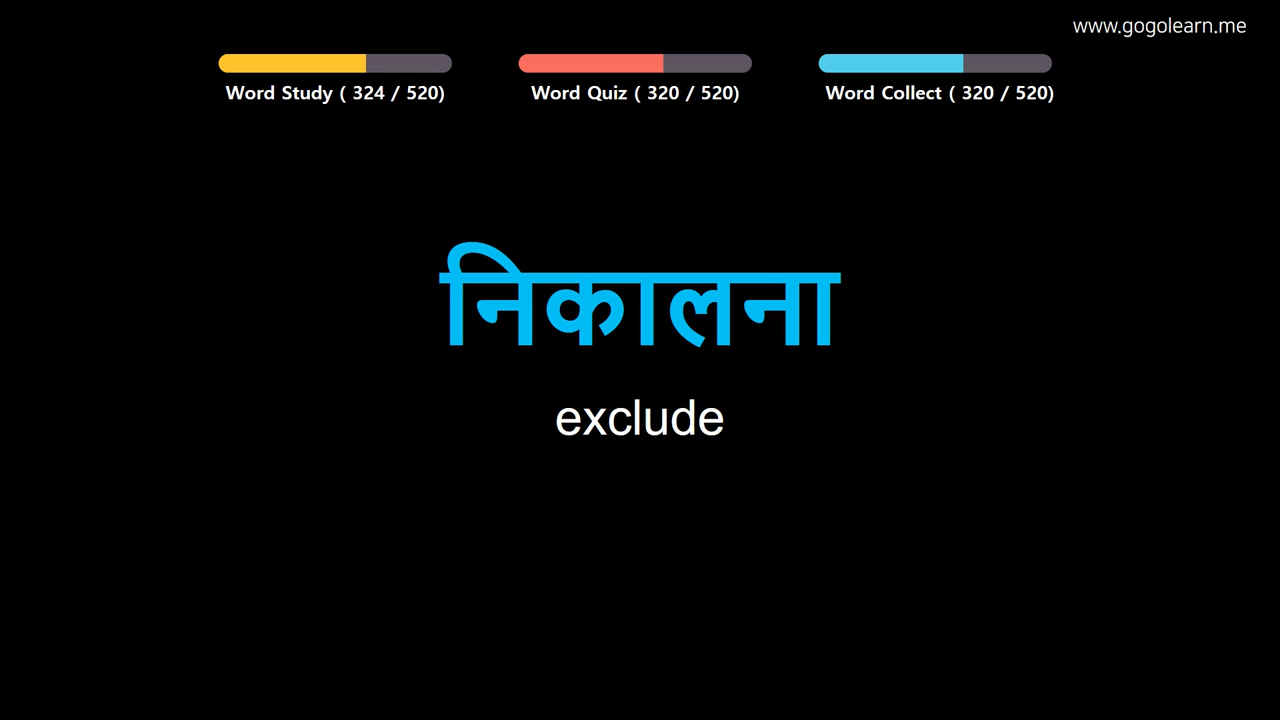 www.gogolearn.me
Word Study ( 324 / 520)
Word Quiz ( 320 / 520)
Word Collect ( 320 / 520)
निकालना
exclude